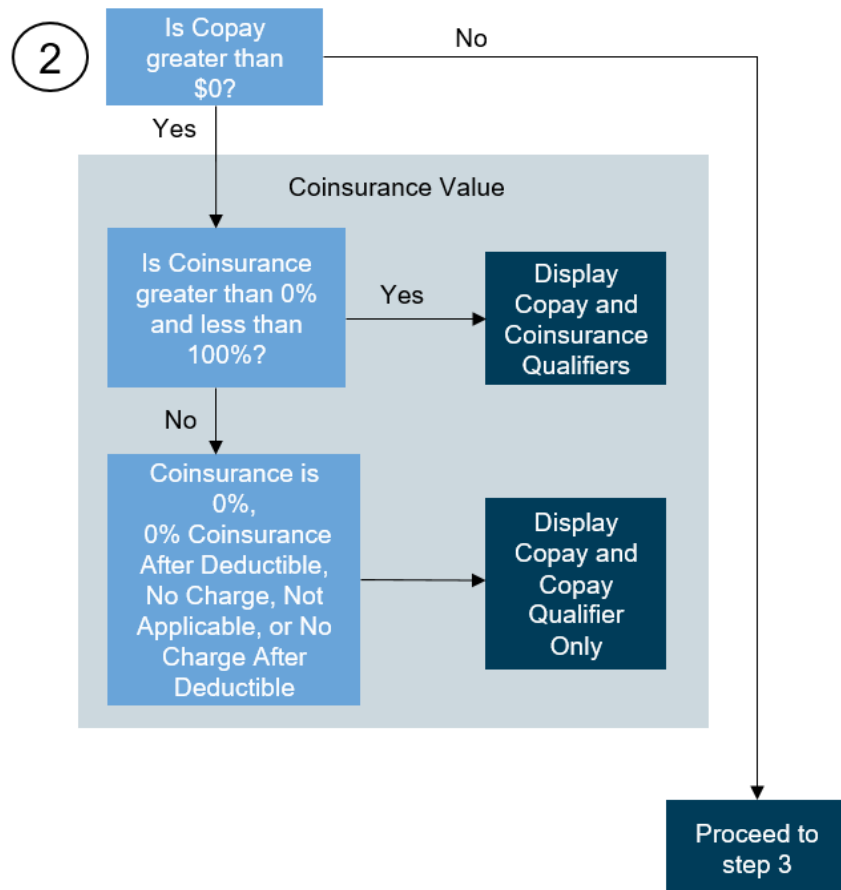 2
Is Copay
greater than
$0?
No
Yes
Coinsurance Value
Is Coinsurance
greater than 0%
and less than
100%?
Yes
Display
Copay and
Coinsurance
Qualifiers
No
Coinsurance is
0%,
0% Coinsurance
After Deductible,
No Charge, Not
Applicable, or No
Charge After
Deductible
Display
Copay and
Copay
Qualifier
Only
Proceed to
step 3